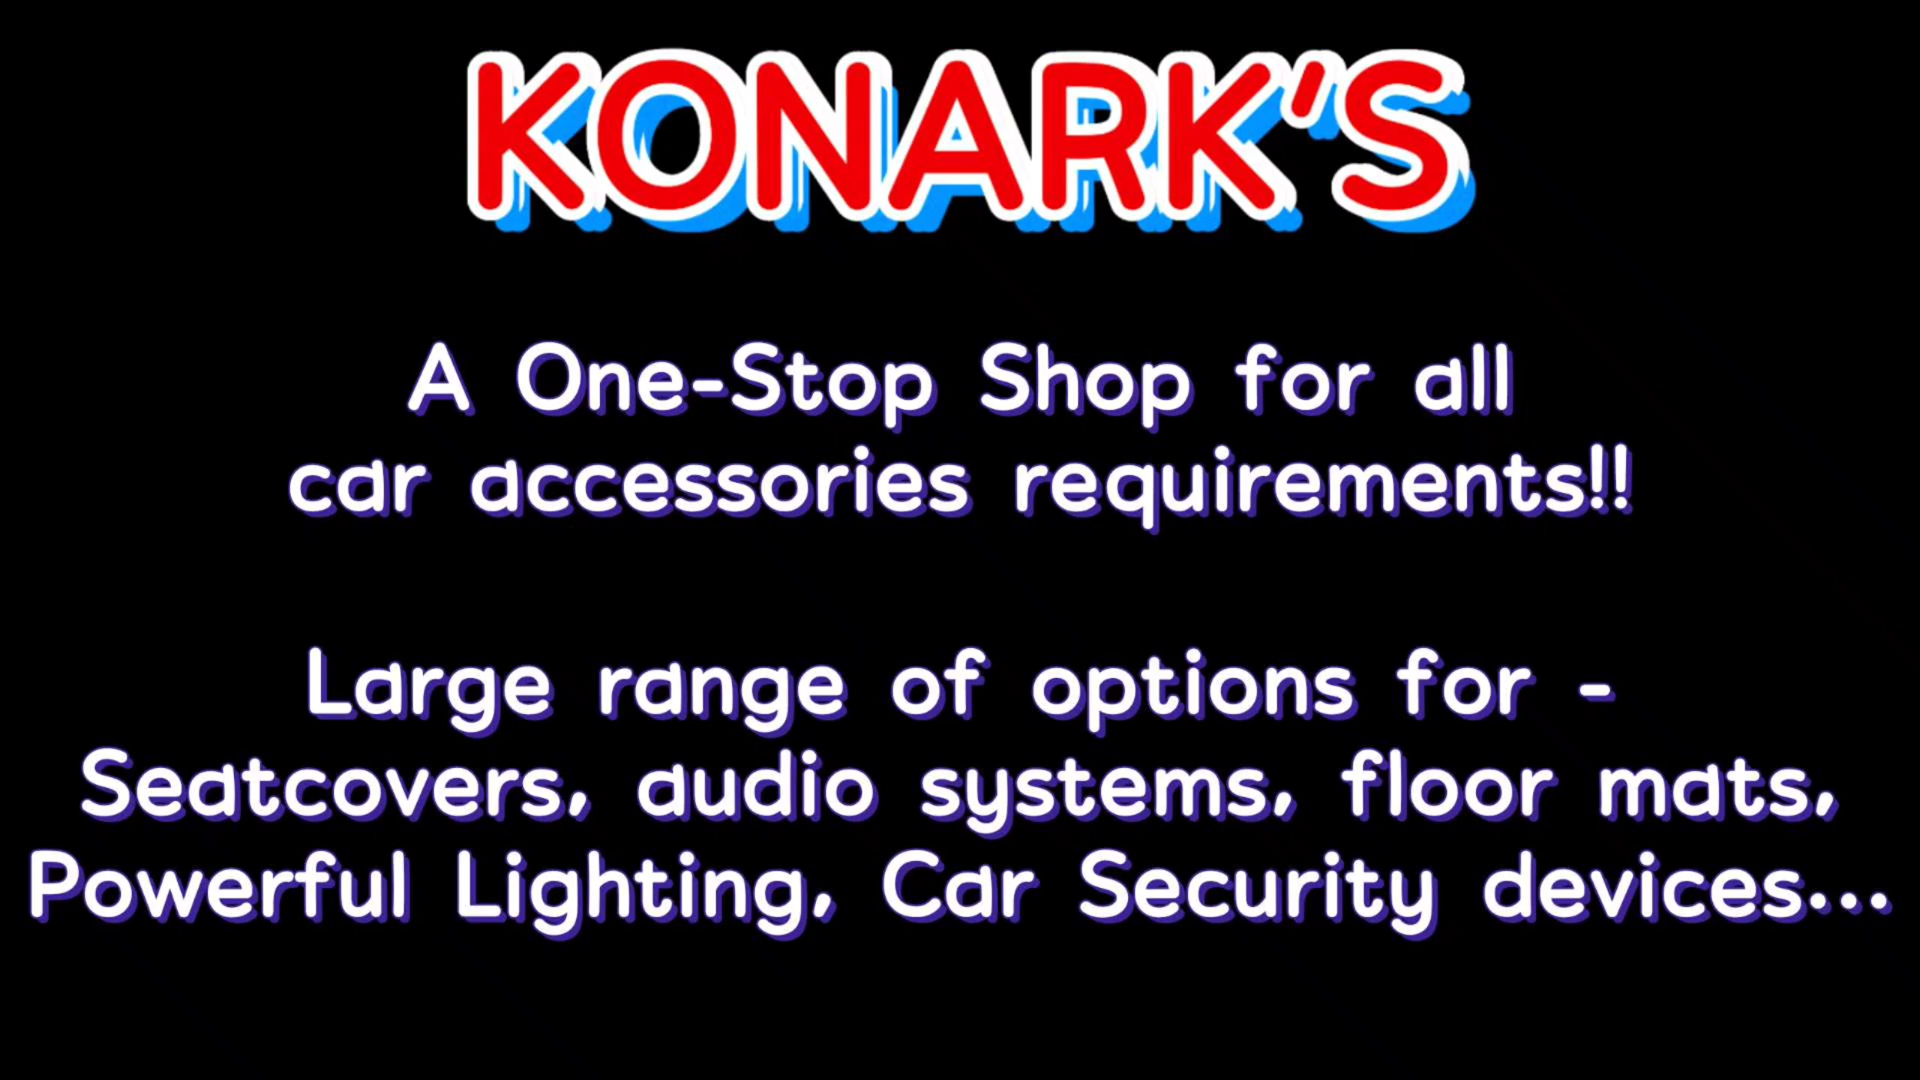 KONARK'S
A One-Stop Shop for all
car accessories requirements!!
Large range of options for -
Seatcovers, audio systems, floor mats,
Powerful Lighting, Car Security devices...